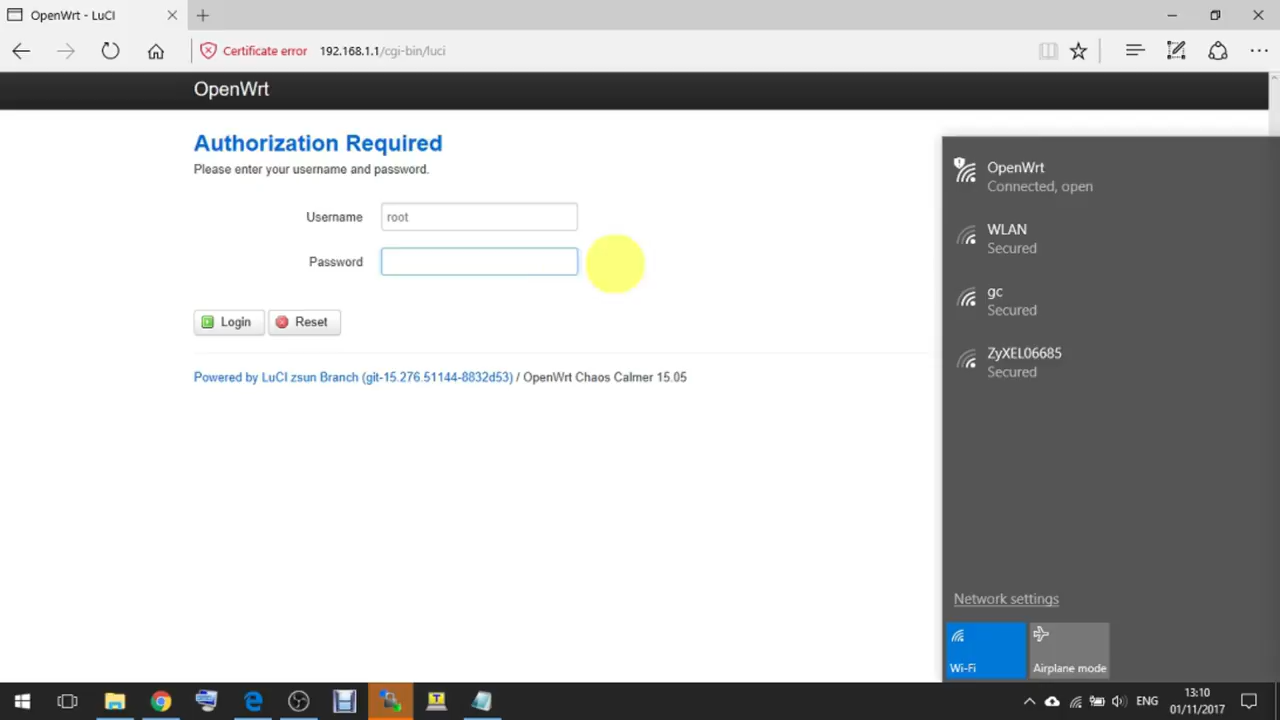 OpenWrt - LuCI
Certificate error 192.168.1.1/cgi-bin/luci
OpenWrt
Authorization Required
Please enter your username and password.
Username root
Password
Login Reset
Powered by LuCI zsun Branch (git-15.276.51144-8832d53) / OpenWrt Chaos Calmer 15.05
OpenWrt
Connected, open
WLAN
Secured
gc
Secured
ZyXEL06685
Secured
Network settings
Wi-Fi Airplane mode
ENG
13:10
01/11/2017